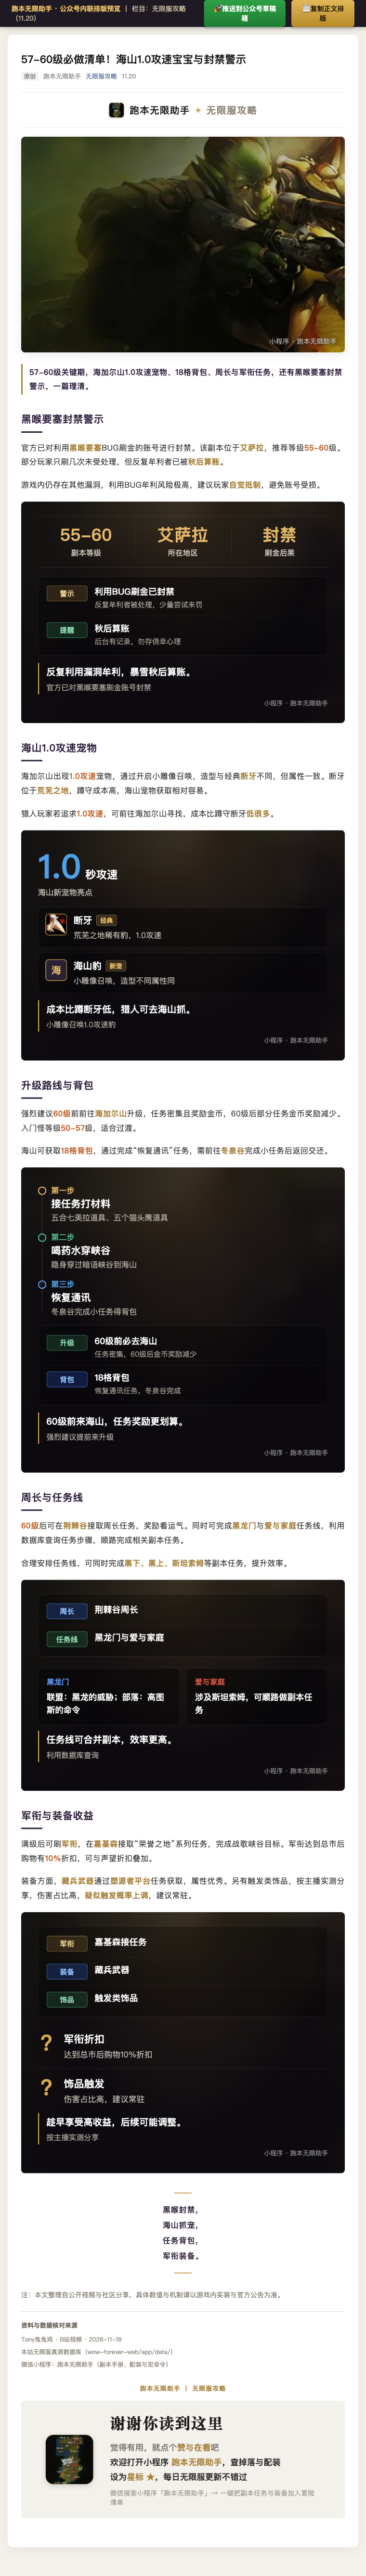 跑本无限助手 · 公众号内联排版预览 | 栏目：无限服攻略
（11.20）
🚀推送到公众号草稿
箱
📋复制正文排
版
57-60级必做清单！海山1.0攻速宝宝与封禁警示
原创 跑本无限助手 无限服攻略 11.20
跑本无限助手 ✦ 无限服攻略
小程序 · 跑本无限助手
57-60级关键期，海加尔山1.0攻速宠物、18格背包、周长与军衔任务，还有黑喉要塞封禁
警示，一篇理清。
黑喉要塞封禁警示
官方已对利用黑喉要塞BUG刷金的账号进行封禁。该副本位于艾萨拉，推荐等级55-60级。
部分玩家只刷几次未受处理，但反复牟利者已被秋后算账。
游戏内仍存在其他漏洞，利用BUG牟利风险极高，建议玩家自觉抵制，避免账号受损。
55-60
副本等级
艾萨拉
所在地区
封禁
刷金后果
警示
利用BUG刷金已封禁
反复牟利者被处理，少量尝试未罚
提醒
秋后算账
后台有记录，勿存侥幸心理
反复利用漏洞牟利，暴雪秋后算账。
官方已对黑喉要塞刷金账号封禁
小程序 · 跑本无限助手
海山1.0攻速宠物
海加尔山出现1.0攻速宠物，通过开启小雕像召唤，造型与经典断牙不同，但属性一致。断牙
位于荒芜之地，蹲守成本高，海山宠物获取相对容易。
猎人玩家若追求1.0攻速，可前往海加尔山寻找，成本比蹲守断牙低很多。
1.0 秒攻速
海山新宠物亮点
断牙 经典
荒芜之地稀有豹，1.0攻速
海
海山豹 新宠
小雕像召唤，造型不同属性同
成本比蹲断牙低，猎人可去海山抓。
小雕像召唤1.0攻速豹
小程序 · 跑本无限助手
升级路线与背包
强烈建议60级前前往海加尔山升级，任务密集且奖励金币，60级后部分任务金币奖励减少。
入门怪等级50-57级，适合过渡。
海山可获取18格背包，通过完成“恢复通讯”任务，需前往冬泉谷完成小任务后返回交还。
第一步
接任务打材料
五合七美拉道具、五个猫头鹰道具
第二步
喝药水穿峡谷
隐身穿过暗语峡谷到海山
第三步
恢复通讯
冬泉谷完成小任务得背包
升级
60级前必去海山
任务密集，60级后金币奖励减少
背包
18格背包
恢复通讯任务，冬泉谷完成
60级前来海山，任务奖励更划算。
强烈建议提前来升级
小程序 · 跑本无限助手
周长与任务线
60级后可在荆棘谷接取周长任务，奖励看运气。同时可完成黑龙门与爱与家庭任务线，利用
数据库查询任务步骤，顺路完成相关副本任务。
合理安排任务线，可同时完成黑下、黑上、斯坦索姆等副本任务，提升效率。
周长
荆棘谷周长
任务线
黑龙门与爱与家庭
黑龙门
联盟：黑龙的威胁；部落：高图
斯的命令
爱与家庭
涉及斯坦索姆，可顺路做副本任
务
任务线可合并副本，效率更高。
利用数据库查询
小程序 · 跑本无限助手
军衔与装备收益
满级后可刷军衔，在嘉基森接取“荣誉之地”系列任务，完成战歌峡谷目标。军衔达到总市后
购物有10%折扣，可与声望折扣叠加。
装备方面，藏兵武器通过塑源者平台任务获取，属性优秀。另有触发类饰品，按主播实测分
享，伤害占比高，疑似触发概率上调，建议常驻。
军衔
嘉基森接任务
装备
藏兵武器
饰品
触发类饰品
?
军衔折扣
达到总市后购物10%折扣
?
饰品触发
伤害占比高，建议常驻
趁早享受高收益，后续可能调整。
按主播实测分享
小程序 · 跑本无限助手
黑喉封禁，
海山抓宠，
任务背包，
军衔装备。
注：本文整理自公开视频与社区分享，具体数值与机制请以游戏内实装与官方公告为准。
资料与数据核对来源
Tony兔兔鸡 · B站视频 · 2026-11-18
本站无限服真源数据库（wow-forever-web/app/data/）
微信小程序：跑本无限助手（副本手册、配装与宏命令）
跑本无限助手 | 无限服攻略
谢谢你读到这里
觉得有用，就点个赞与在看吧
欢迎打开小程序 跑本无限助手，查掉落与配装
设为星标 ★，每日无限服更新不错过
微信搜索小程序「跑本无限助手」→ 一键把副本任务与装备加入冒险
清单